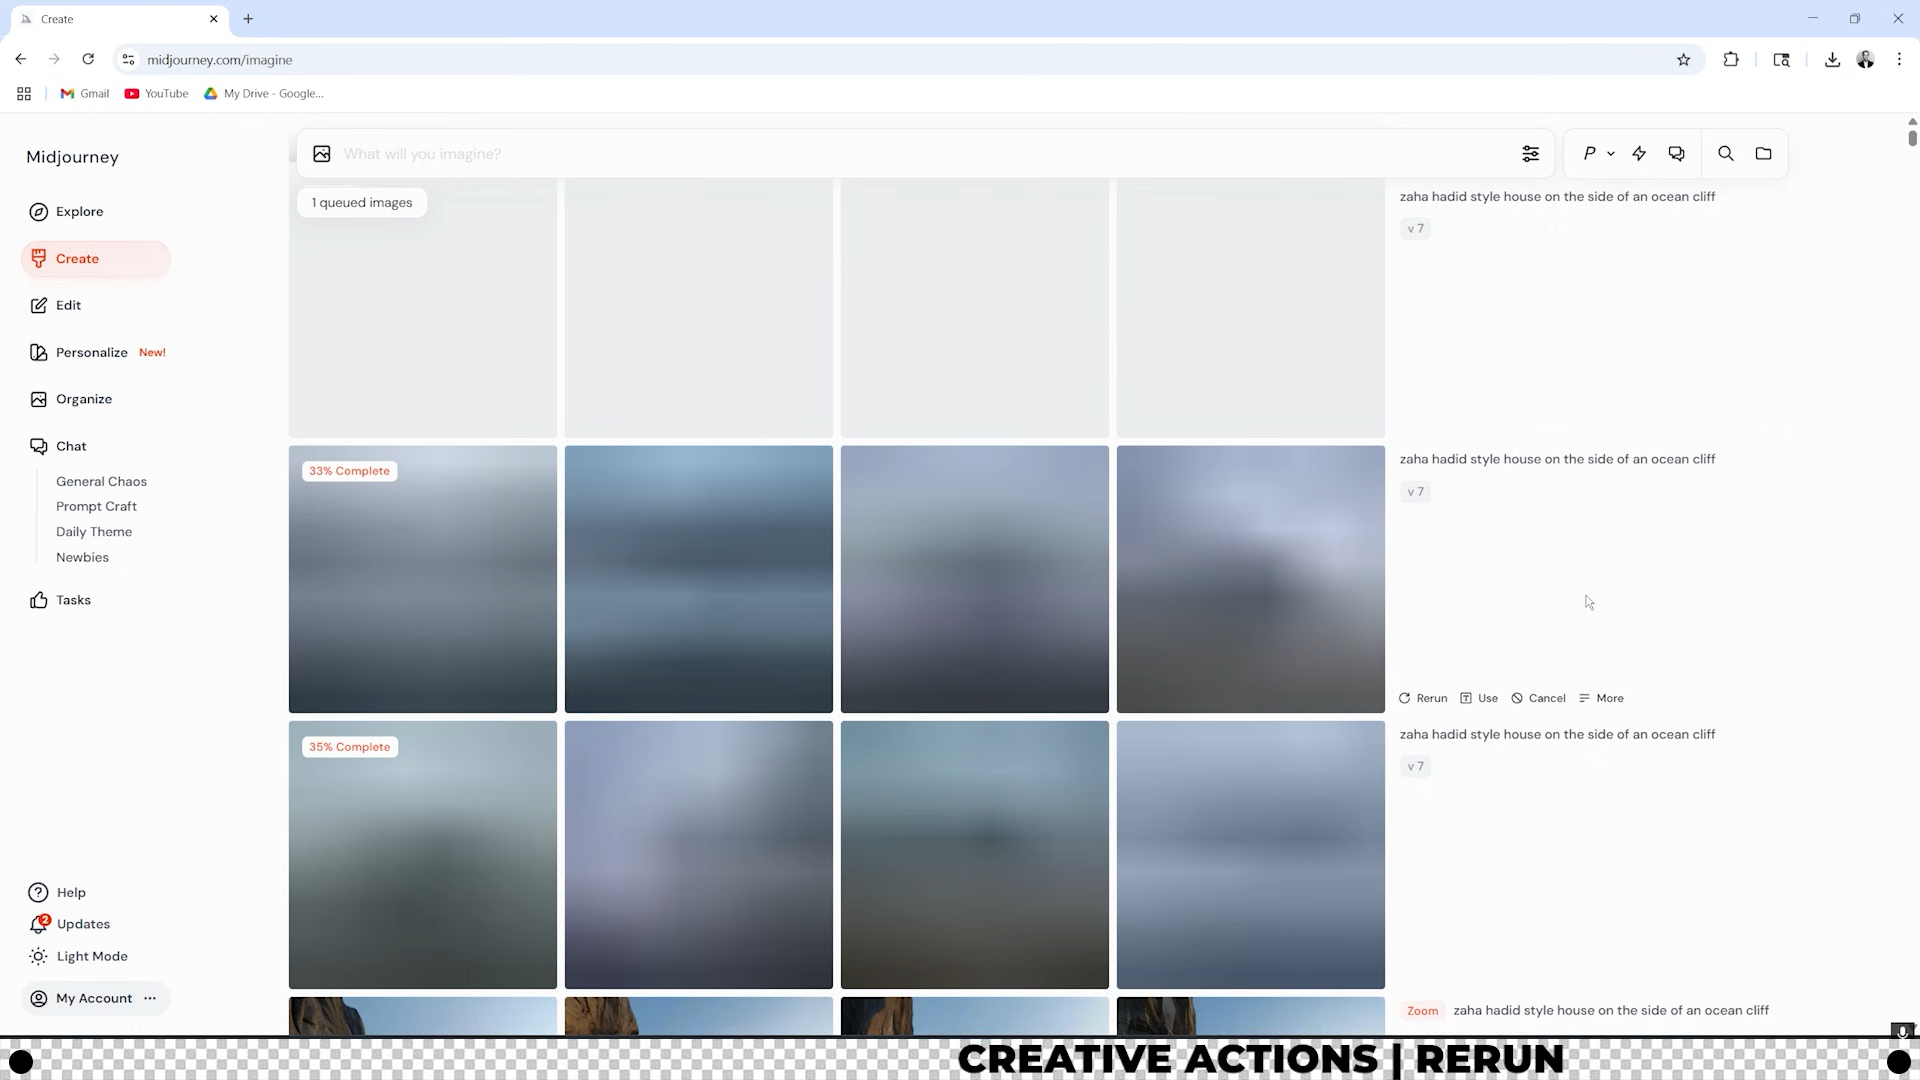 Create
midjourney.com/imagine
Gmail
YouTube
My Drive - Google...
Midjourney
What will you imagine?
P
1 queued images
zaha hadid style house on the side of an ocean cliff
v 7
Explore
Create
Edit
Personalize New!
Organize
Chat
General Chaos
Prompt Craft
Daily Theme
Newbies
Tasks
33% Complete
zaha hadid style house on the side of an ocean cliff
v 7
Rerun Use Cancel More
35% Complete
zaha hadid style house on the side of an ocean cliff
v 7
Help
2
Updates
Light Mode
My Account ...
Zoom zaha hadid style house on the side of an ocean cliff
CREATIVE ACTIONS | RERUN